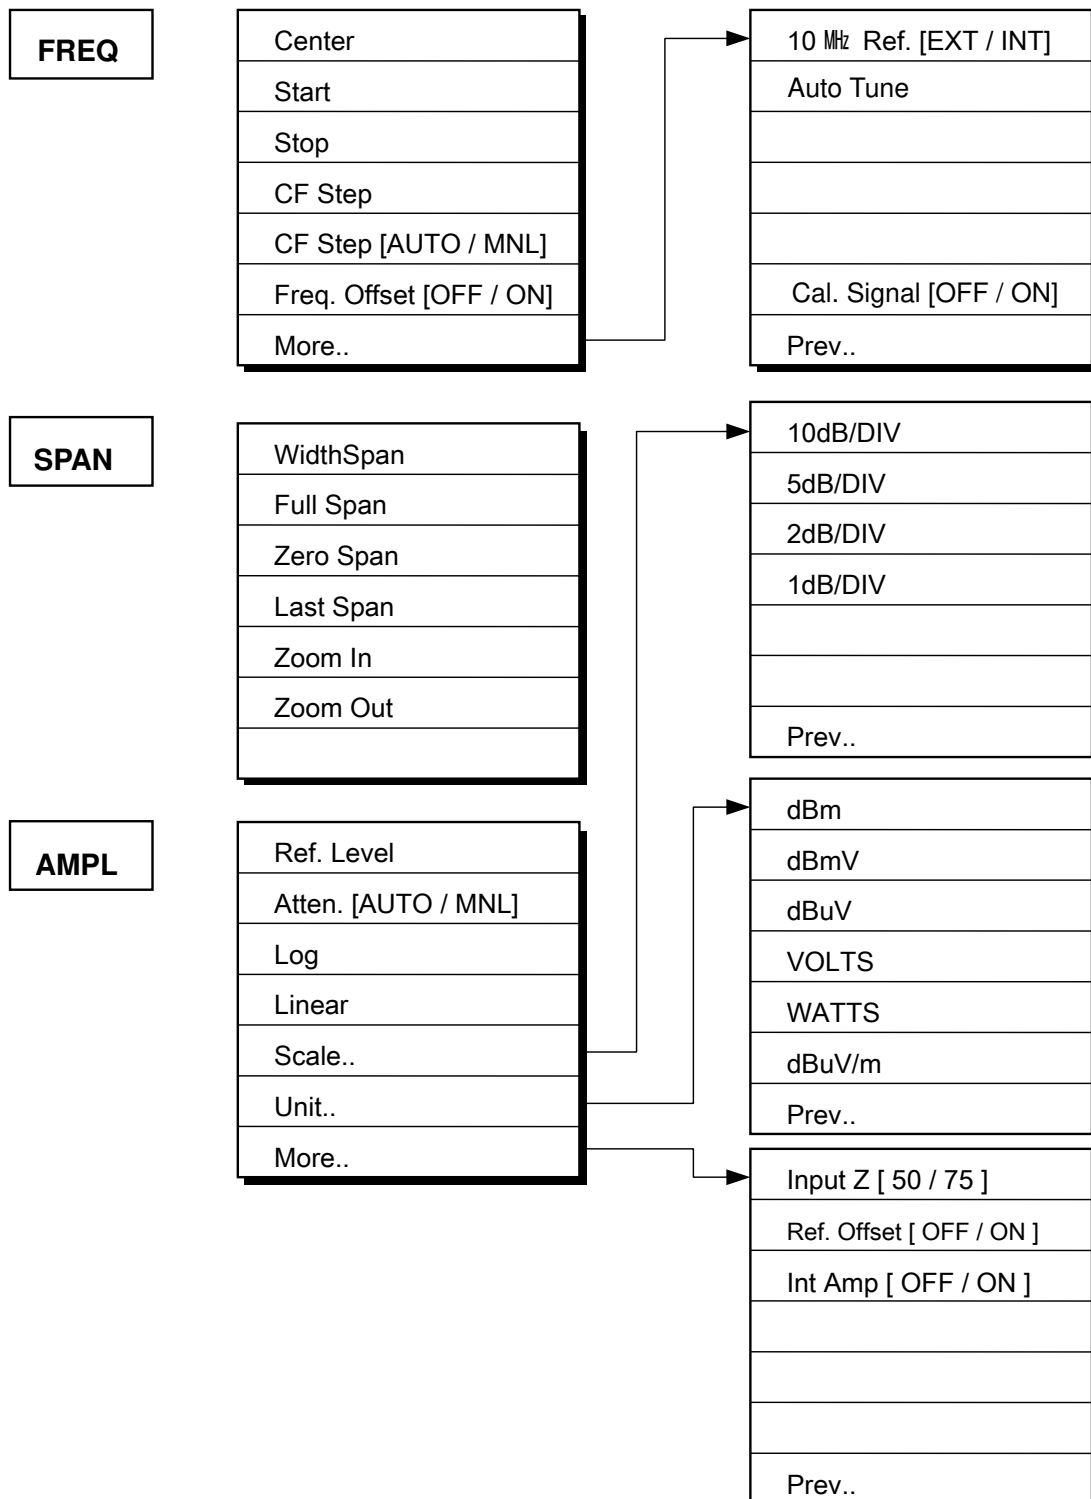 FREQ
Center
Start
Stop
CF Step
CF Step [AUTO / MNL]
Freq. Offset [OFF / ON]
More..
10 ㎒ Ref. [EXT / INT]
Auto Tune
Cal. Signal [OFF / ON]
Prev..
SPAN
WidthSpan
Full Span
Zero Span
Last Span
Zoom In
Zoom Out
10dB/DIV
5dB/DIV
2dB/DIV
1dB/DIV
Prev..
AMPL
Ref. Level
Atten. [AUTO / MNL]
Log
Linear
Scale..
Unit..
More..
dBm
dBmV
dBuV
VOLTS
WATTS
dBuV/m
Prev..
Input Z [ 50 / 75 ]
Ref. Offset [ OFF / ON ]
Int Amp [ OFF / ON ]
Prev..